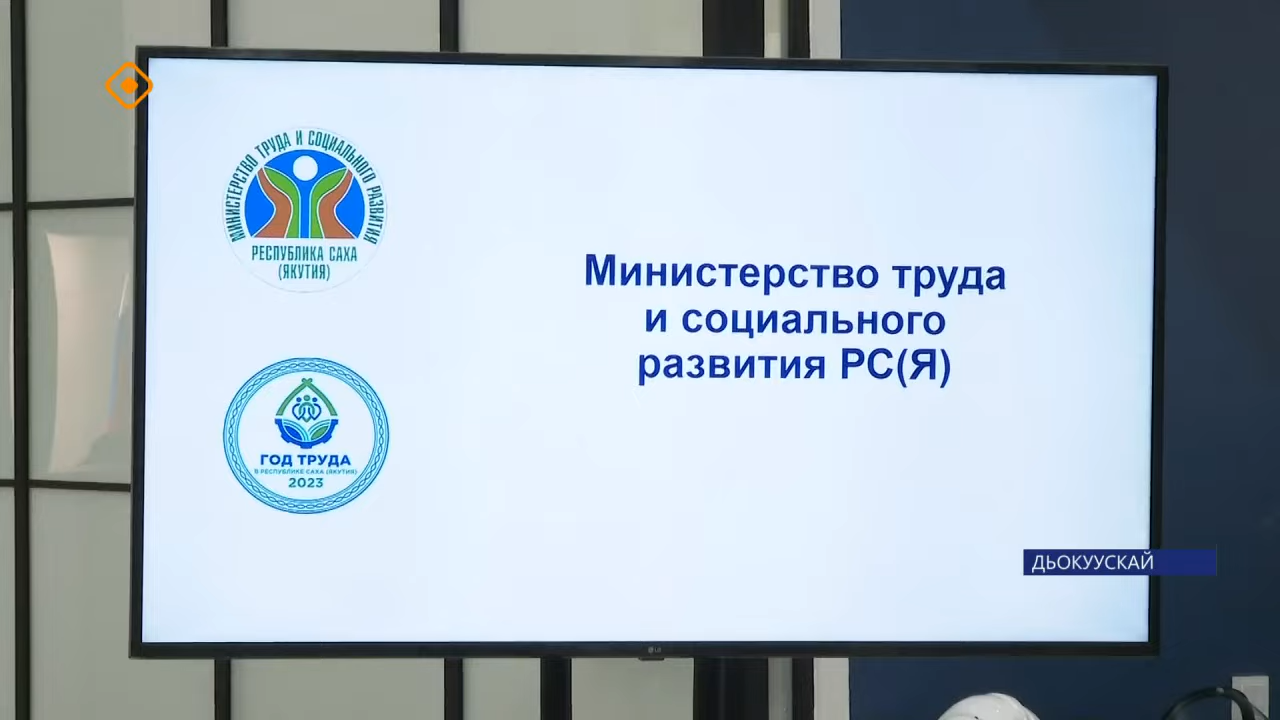 МИНИСТЕРСТВО ТРУДА И СОЦИАЛЬНОГО РАЗВИТИЯ
РЕСПУБЛИКА САХА
(ЯКУТИЯ)
Министерство труда
и социального
развития РС(Я)
ГОД ТРУДА
В РЕСПУБЛИКЕ САХА (ЯКУТИЯ)
2023
ДЬОКУУСКАЙ
LG